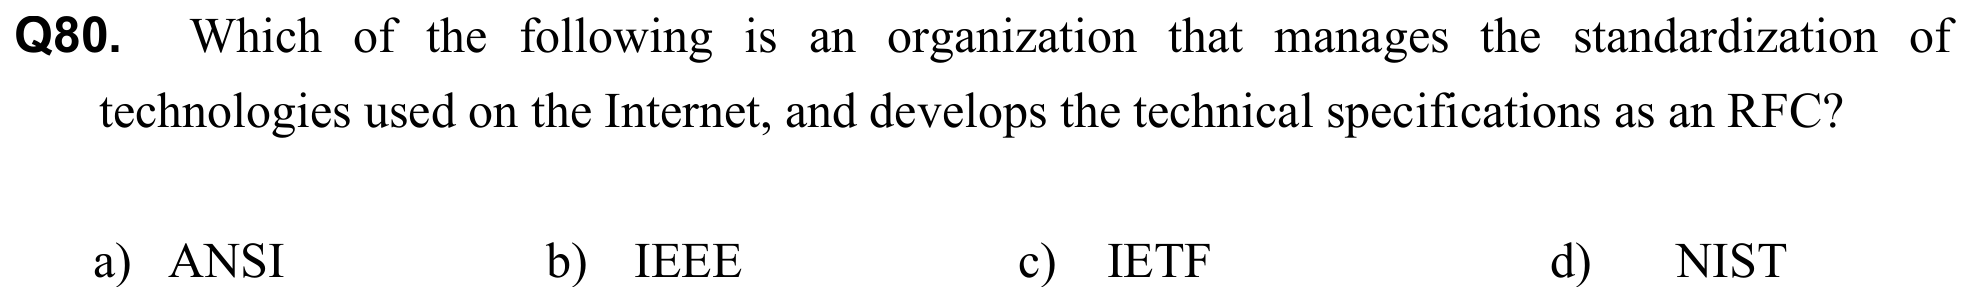 Q80. Which of the following is an organization that manages the standardization of
technologies used on the Internet, and develops the technical specifications as an RFC?
a) ANSI b) IEEE c) IETF d) NIST